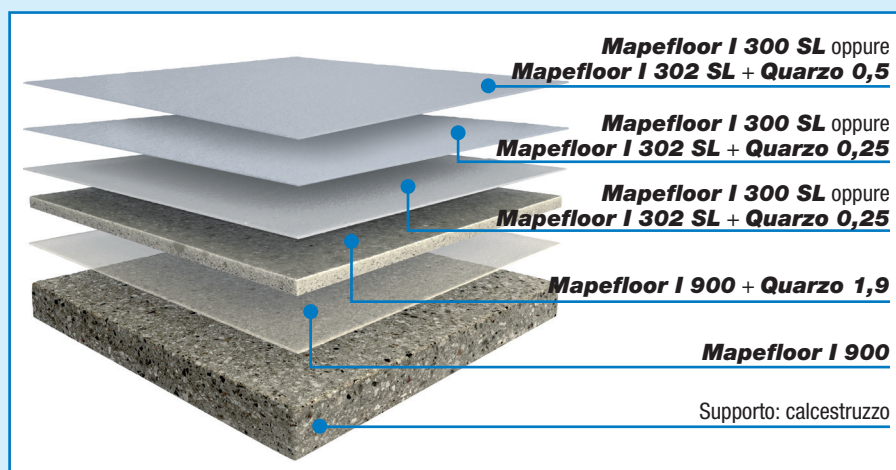 Mapefloor I 300 SL oppure
Mapefloor I 302 SL + Quarzo 0,5
Mapefloor I 300 SL oppure
Mapefloor I 302 SL + Quarzo 0,25
Mapefloor I 300 SL oppure
Mapefloor I 302 SL + Quarzo 0,25
Mapefloor I 900 + Quarzo 1,9
Mapefloor I 900
Supporto: calcestruzzo